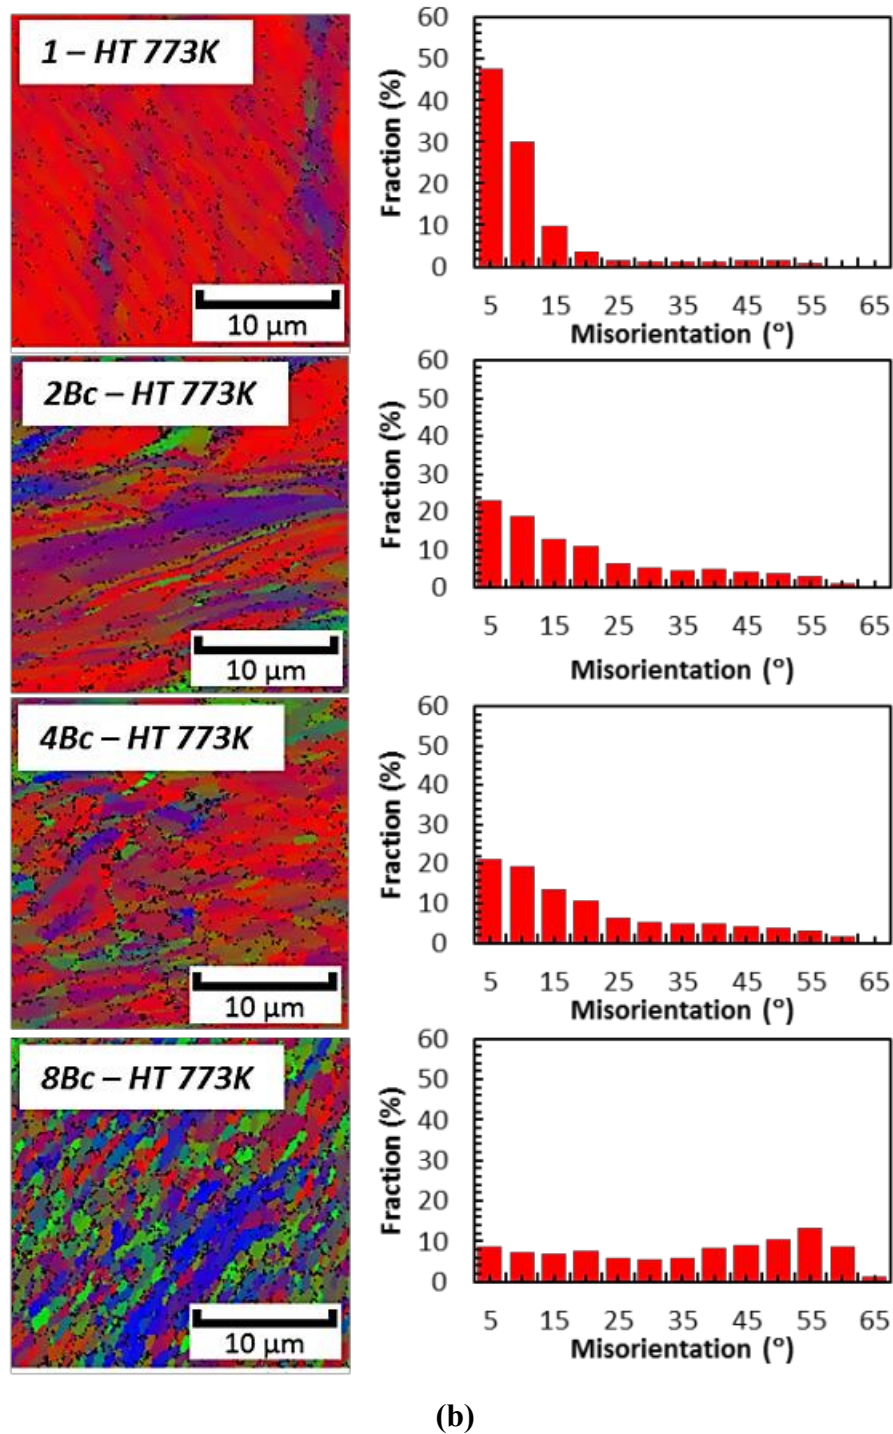 1 – HT 773K
10 µm
60
50
40
30
20
10
0
Fraction (%)
5 15 25 35 45 55 65
Misorientation (°)
2Bc – HT 773K
10 µm
60
50
40
30
20
10
0
Fraction (%)
5 15 25 35 45 55 65
Misorientation (°)
4Bc – HT 773K
10 µm
60
50
40
30
20
10
0
Fraction (%)
5 15 25 35 45 55 65
Misorientation (°)
8Bc – HT 773K
10 µm
60
50
40
30
20
10
0
Fraction (%)
5 15 25 35 45 55 65
Misorientation (°)
(b)